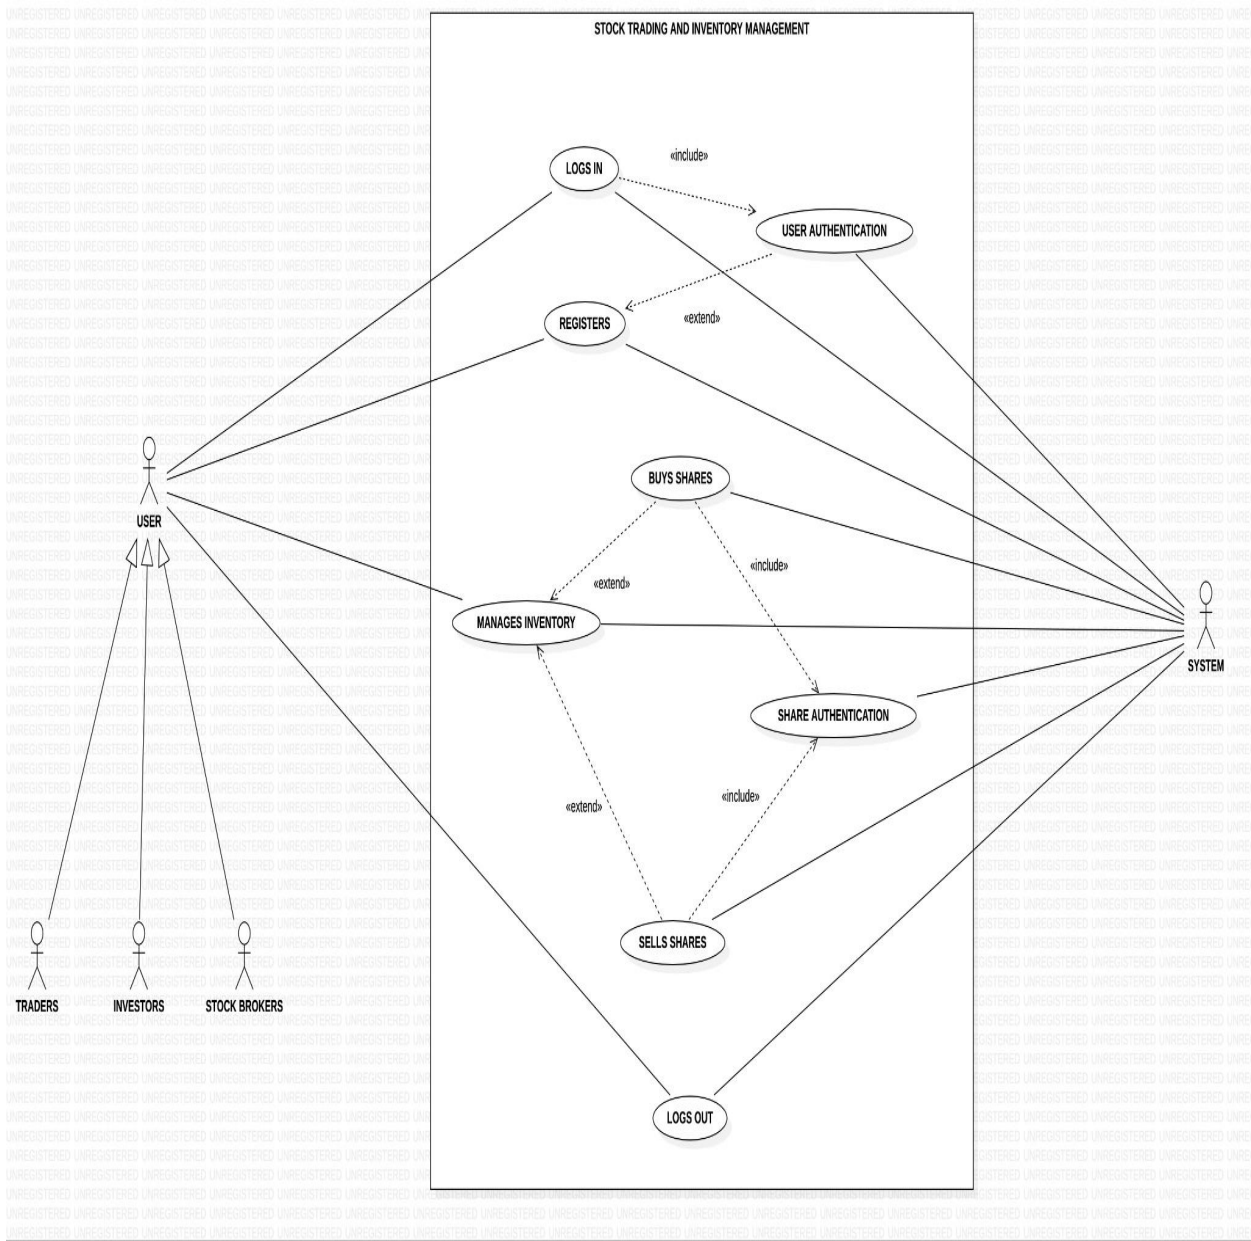 STOCK TRADING AND INVENTORY MANAGEMENT
«include»
LOGS IN
USER AUTHENTICATION
«extend»
REGISTERS
BUYS SHARES
USER
«include»
«extend»
MANAGES INVENTORY
SYSTEM
SHARE AUTHENTICATION
«include»
«extend»
SELLS SHARES
TRADERS
INVESTORS
STOCK BROKERS
LOGS OUT
UNREGISTERED